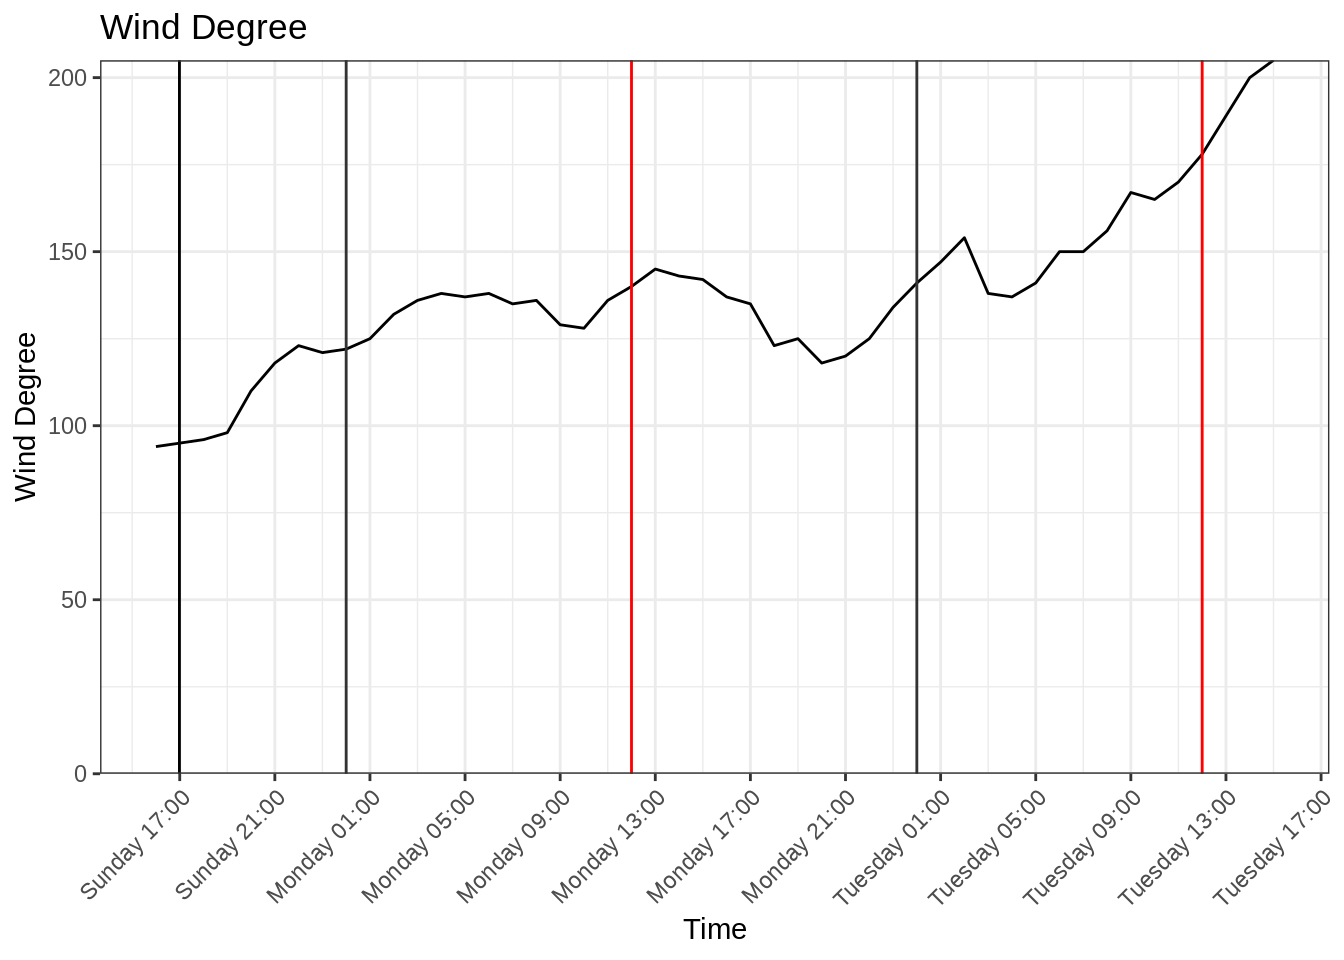 Wind Degree
Wind Degree
200
150
100
50
0
Sunday 17:00
Sunday 21:00
Monday 01:00
Monday 05:00
Monday 09:00
Monday 13:00
Monday 17:00
Monday 21:00
Tuesday 01:00
Tuesday 05:00
Tuesday 09:00
Tuesday 13:00
Tuesday 17:00
Time